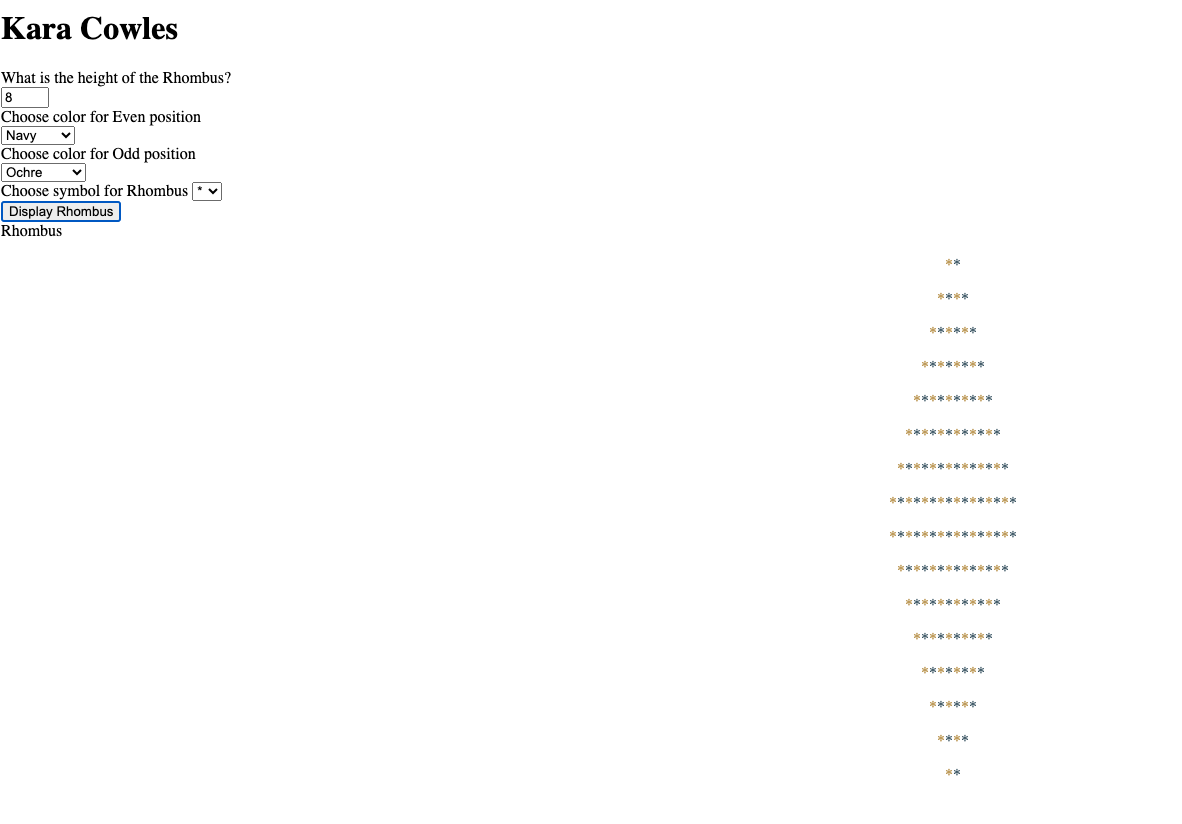 Kara Cowles
What is the height of the Rhombus?
8
Choose color for Even position
Navy
Choose color for Odd position
Ochre
Choose symbol for Rhombus *
Display Rhombus
Rhombus
**
****
******
********
**********
************
**************
****************
****************
**************
************
**********
********
******
****
**